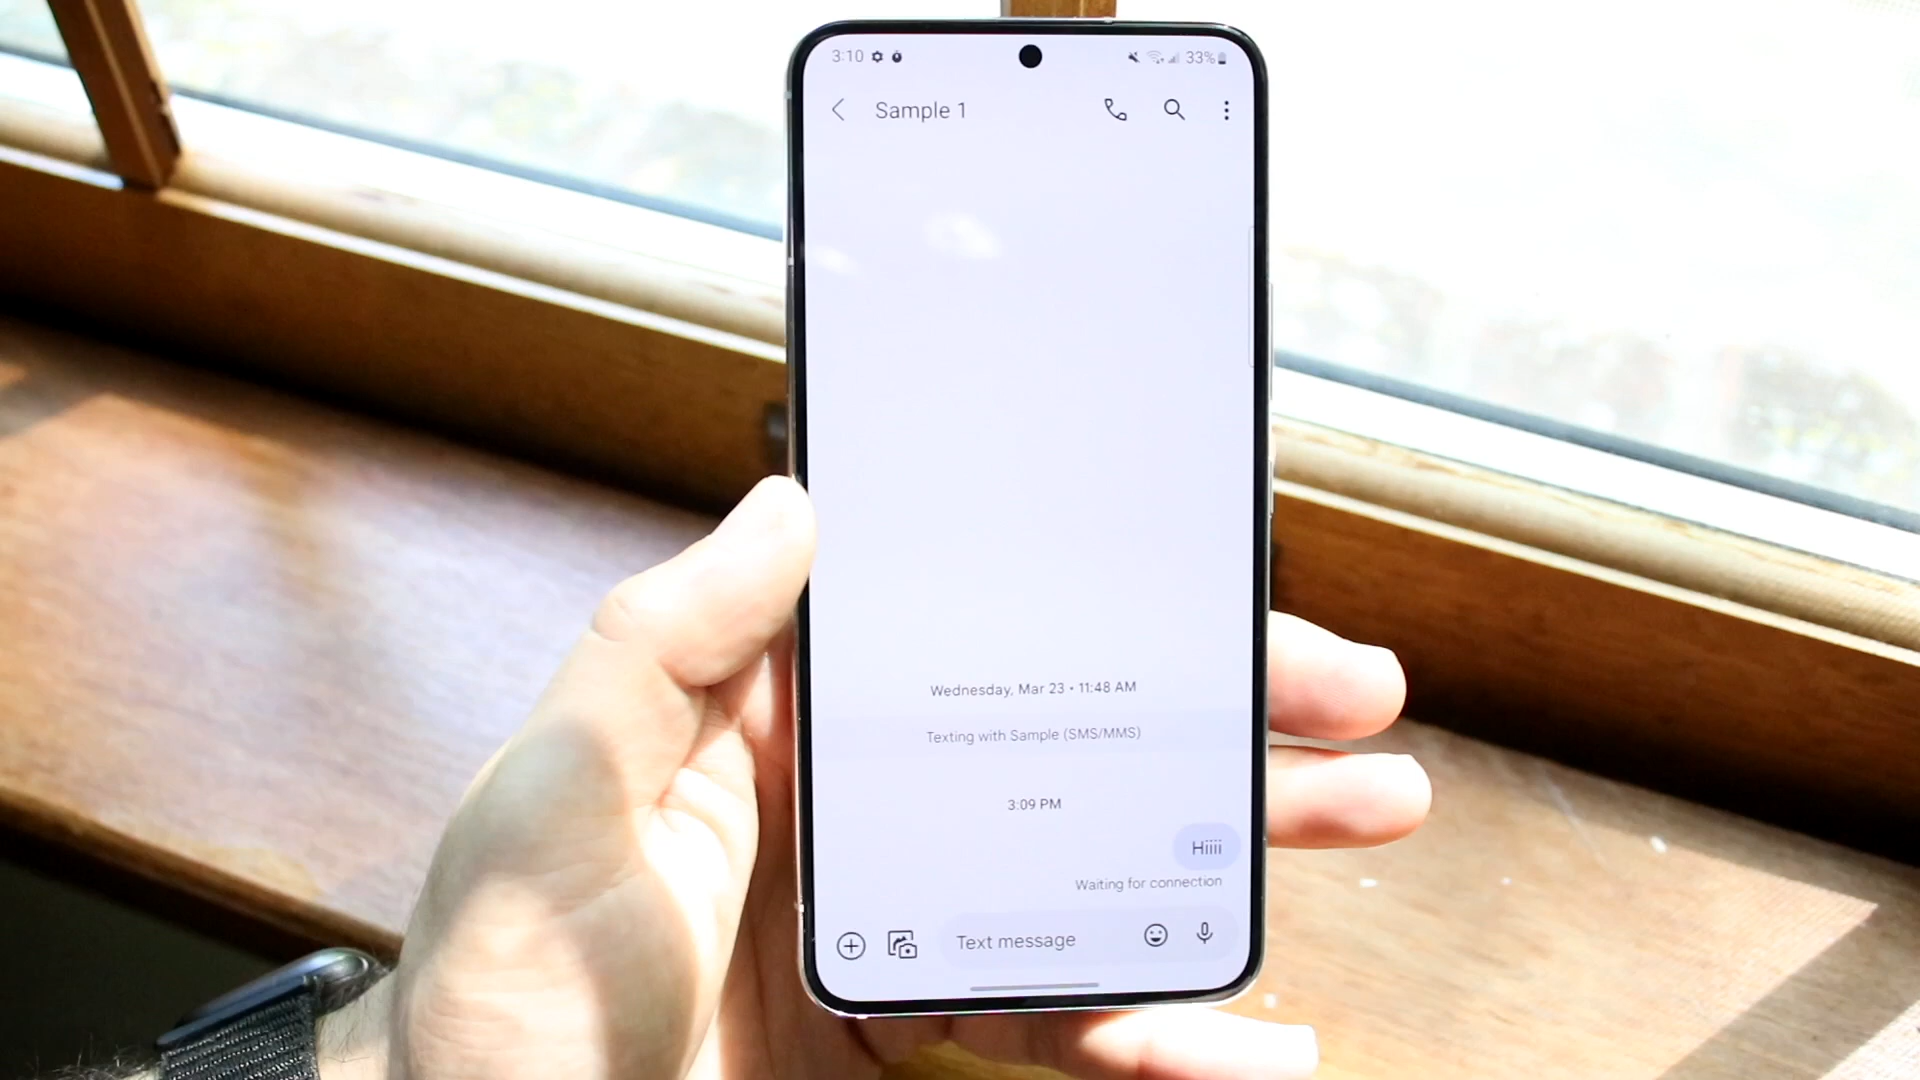 3:10 33%
Sample 1
Wednesday, Mar 23 • 11:48 AM
Texting with Sample (SMS/MMS)
3:09 PM
Hiiii
Waiting for connection
Text message